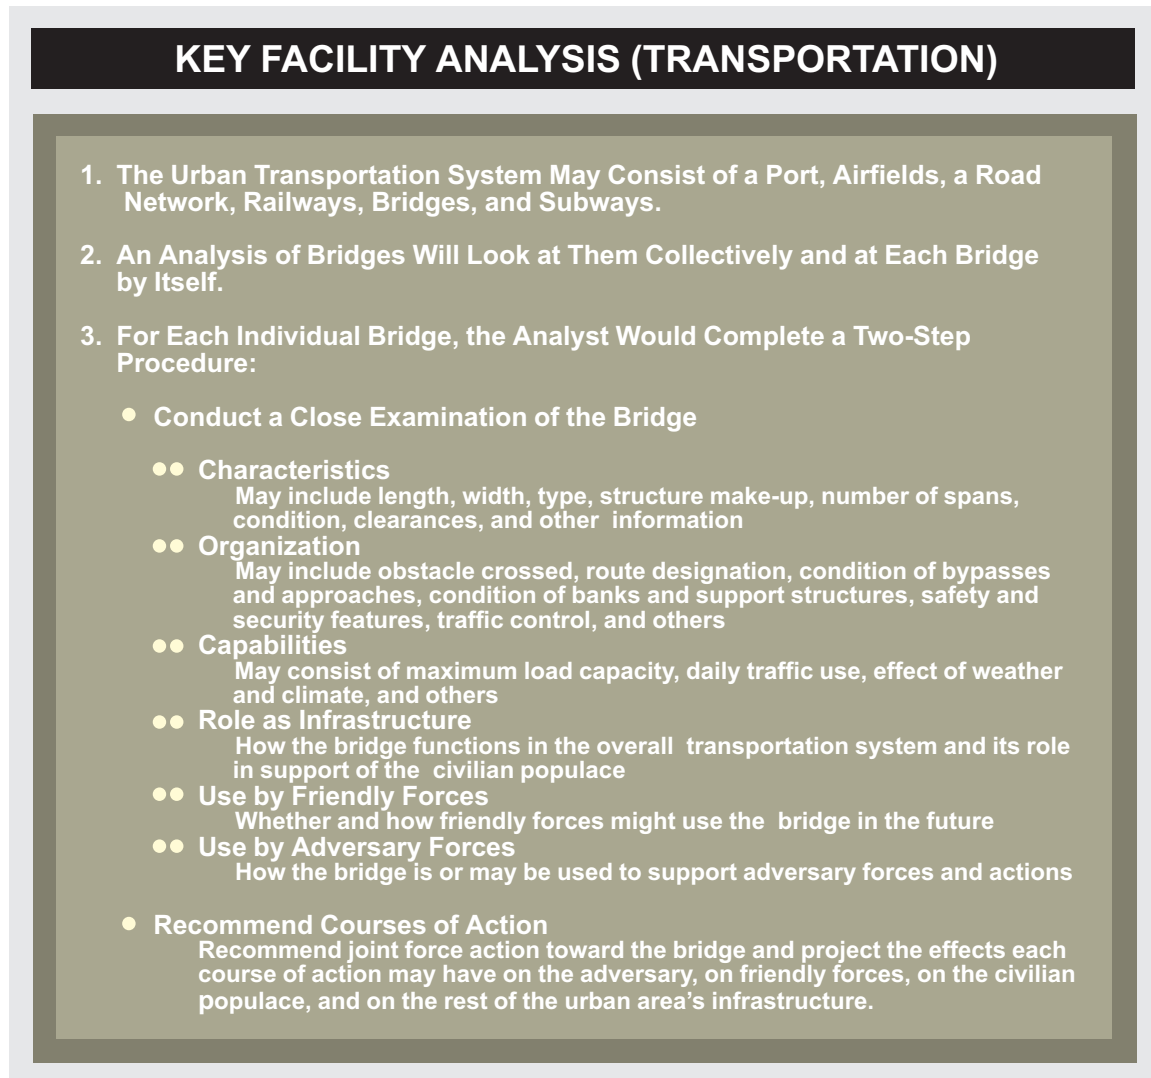 KEY FACILITY ANALYSIS (TRANSPORTATION)
1. The Urban Transportation System May Consist of a Port, Airfields, a Road
Network, Railways, Bridges, and Subways.
2. An Analysis of Bridges Will Look at Them Collectively and at Each Bridge
by Itself.
3. For Each Individual Bridge, the Analyst Would Complete a Two-Step
Procedure:
● Conduct a Close Examination of the Bridge
●● Characteristics
May include length, width, type, structure make-up, number of spans,
condition, clearances, and other information
●● Organization
May include obstacle crossed, route designation, condition of bypasses
and approaches, condition of banks and support structures, safety and
security features, traffic control, and others
●● Capabilities
May consist of maximum load capacity, daily traffic use, effect of weather
and climate, and others
●● Role as Infrastructure
How the bridge functions in the overall transportation system and its role
in support of the civilian populace
●● Use by Friendly Forces
Whether and how friendly forces might use the bridge in the future
●● Use by Adversary Forces
How the bridge is or may be used to support adversary forces and actions
● Recommend Courses of Action
Recommend joint force action toward the bridge and project the effects each
course of action may have on the adversary, on friendly forces, on the civilian
populace, and on the rest of the urban area's infrastructure.